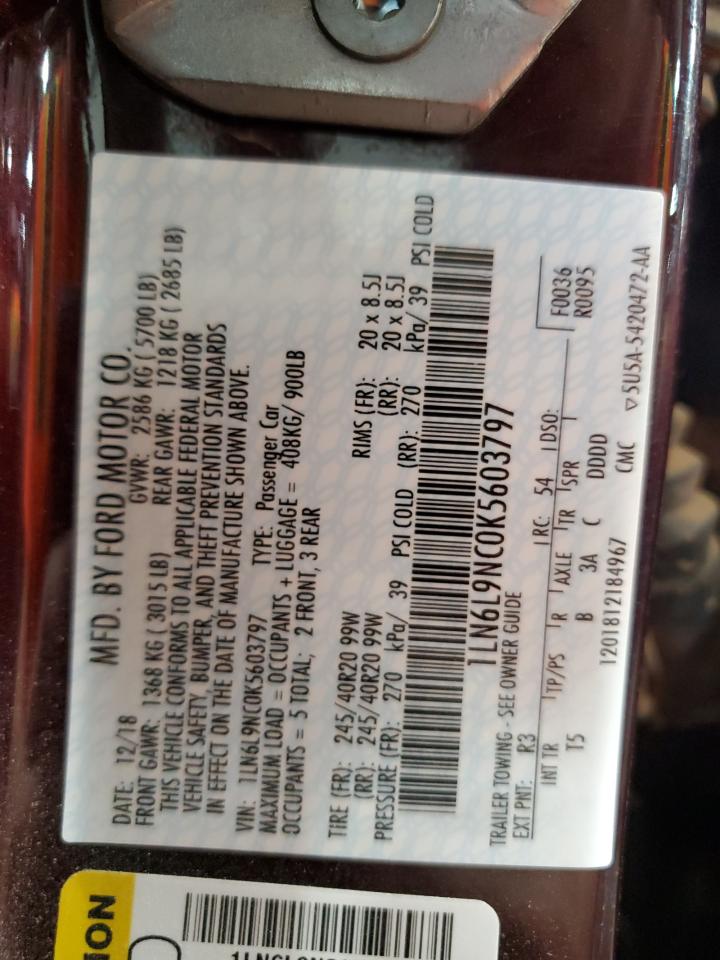 MFD. BY FORD MOTOR CO.
DATE: 12/18 GVWR: 2586 KG ( 5700 LB)
FRONT GAWR: 1368 KG ( 3015 LB) REAR GAWR: 1218 KG ( 2685 LB)
THIS VEHICLE CONFORMS TO ALL APPLICABLE FEDERAL MOTOR
VEHICLE SAFETY, BUMPER, AND THEFT PREVENTION STANDARDS
IN EFFECT ON THE DATE OF MANUFACTURE SHOWN ABOVE.
VIN: 1LN6L9NC0K5603797 TYPE: Passenger Car
MAXIMUM LOAD = OCCUPANTS + LUGGAGE = 408KG/ 900LB
OCCUPANTS = 5 TOTAL; 2 FRONT, 3 REAR
TIRE (FR): 245/40R20 99W RIMS (FR): 20 x 8.5J
(RR): 245/40R20 99W (RR): 20 x 8.5J
PRESSURE (FR): 270 kPa/ 39 PSI COLD (RR): 270 kPa/ 39 PSI COLD
1LN6L9NC0K5603797
TRAILER TOWING - SEE OWNER GUIDE
EXT PNT: R3 RC: 54 DSO: F0036
R0095
INT TR TP/PS R AXLE TR SPR
T5 B 3A C DDDD
1201812184967 CMC ▽5U5A-5420472-AA
ION